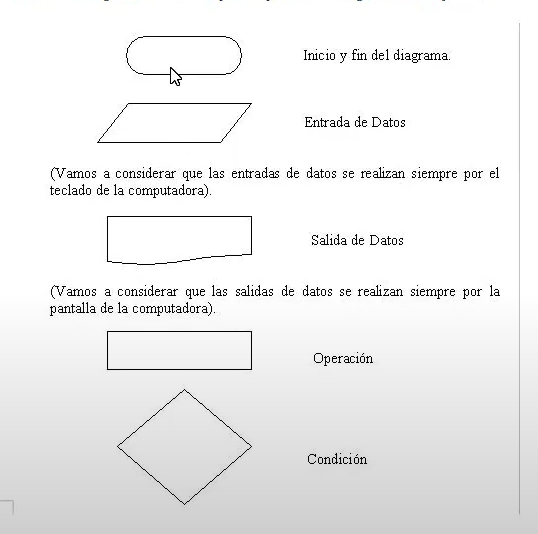 Inicio y fin del diagrama.
Entrada de Datos
(Vamos a considerar que las entradas de datos se realizan siempre por el
teclado de la computadora).
Salida de Datos
(Vamos a considerar que las salidas de datos se realizan siempre por la
pantalla de la computadora).
Operación
Condición